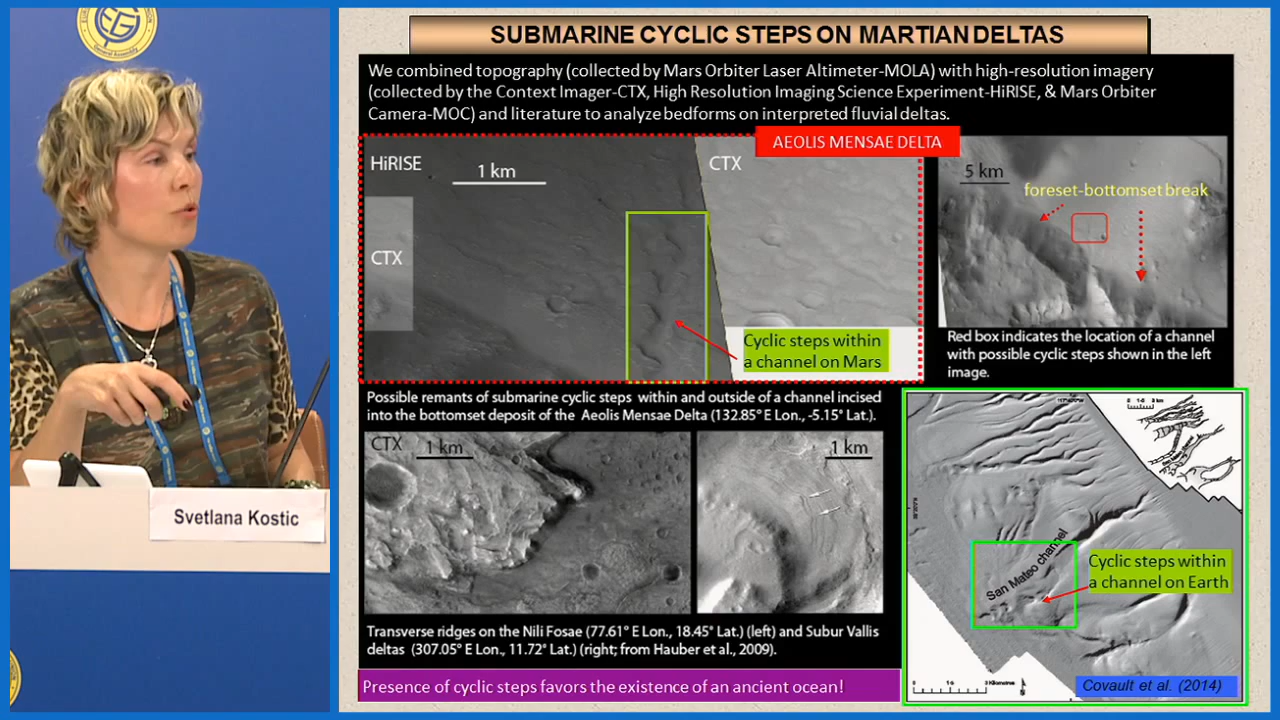 SUBMARINE CYCLIC STEPS ON MARTIAN DELTAS
We combined topography (collected by Mars Orbiter Laser Altimeter-MOLA) with high-resolution imagery
(collected by the Context Imager-CTX, High Resolution Imaging Science Experiment-HiRISE, & Mars Orbiter
Camera-MOC) and literature to analyze bedforms on interpreted fluvial deltas.
AEOLIS MENSAE DELTA
HiRISE
1 km
CTX
CTX
Cyclic steps within
a channel on Mars
5 km
foreset-bottomset break
Red box indicates the location of a channel
with possible cyclic steps shown in the left
image.
Possible remants of submarine cyclic steps within and outside of a channel incised
into the bottomset deposit of the Aeolis Mensae Delta (132.85° E Lon., -5.15° Lat.).
CTX
1 km
1 km
Transverse ridges on the Nili Fosae (77.61° E Lon., 18.45° Lat.) (left) and Subur Vallis
deltas (307.05° E Lon., 11.72° Lat.) (right; from Hauber et al., 2009).
Presence of cyclic steps favors the existence of an ancient ocean!
San Mateo channel
Cyclic steps within
a channel on Earth
Covault et al. (2014)
Svetlana Kostic
General Assembly